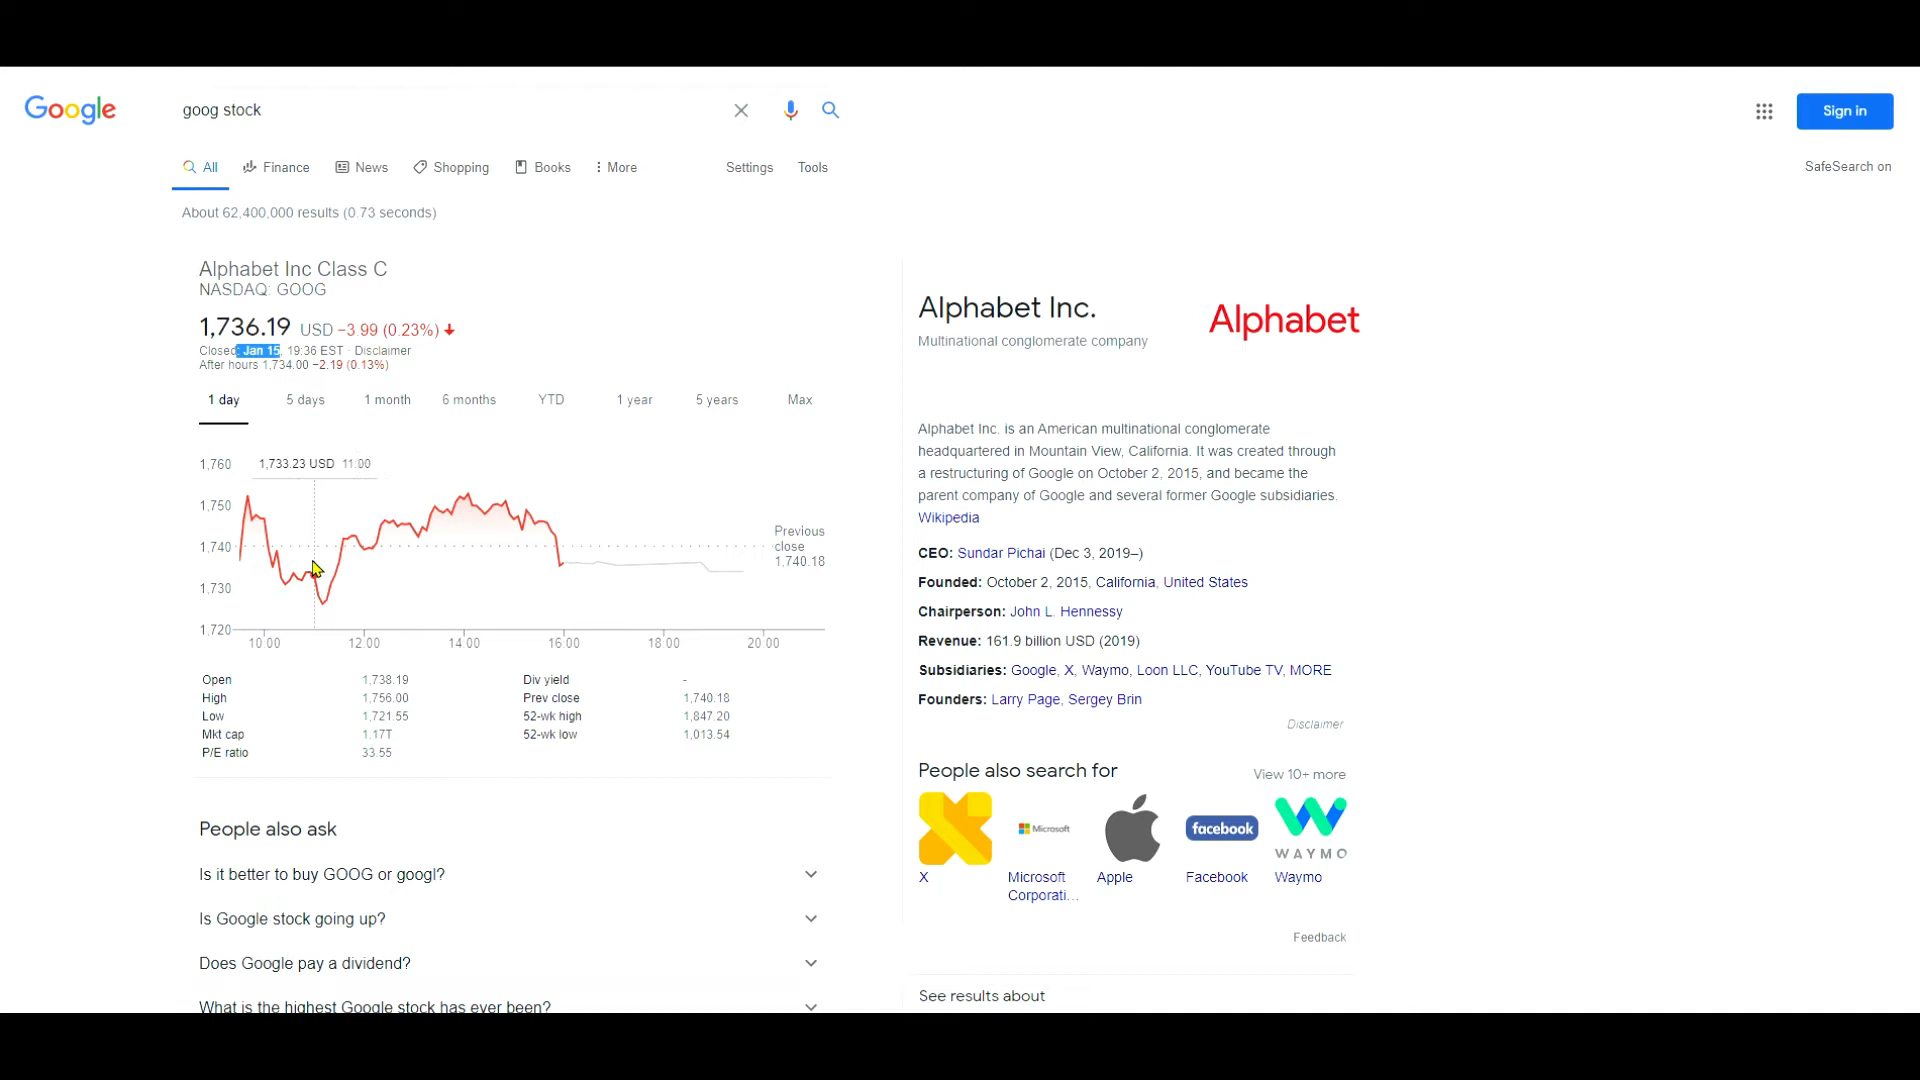 Google
goog stock
Sign in
All
Finance
News
Shopping
Books
More
Settings
Tools
SafeSearch on
About 62,400,000 results (0.73 seconds)
Alphabet Inc Class C
NASDAQ: GOOG
1,736.19 USD −3.99 (0.23%)
Closed: Jan 15, 19:36 EST · Disclaimer
After hours 1,734.00 −2.19 (0.13%)
1 day
5 days
1 month
6 months
YTD
1 year
5 years
Max
1,733.23 USD 11:00
1,760
1,750
1,740
1,730
1,720
Previous
close
1,740.18
10:00
12:00
14:00
16:00
18:00
20:00
Open 1,738.19
High 1,756.00
Low 1,721.55
Mkt cap 1.17T
P/E ratio 33.55
Div yield -
Prev close 1,740.18
52-wk high 1,847.20
52-wk low 1,013.54
People also ask
Is it better to buy GOOG or googl?
Is Google stock going up?
Does Google pay a dividend?
What is the highest Google stock has ever been?
Alphabet Inc.
Multinational conglomerate company
Alphabet
Alphabet Inc. is an American multinational conglomerate
headquartered in Mountain View, California. It was created through
a restructuring of Google on October 2, 2015, and became the
parent company of Google and several former Google subsidiaries.
Wikipedia
CEO: Sundar Pichai (Dec 3, 2019–)
Founded: October 2, 2015, California, United States
Chairperson: John L. Hennessy
Revenue: 161.9 billion USD (2019)
Subsidiaries: Google, X, Waymo, Loon LLC, YouTube TV, MORE
Founders: Larry Page, Sergey Brin
Disclaimer
People also search for
View 10+ more
Microsoft
facebook
WAYMO
X
Microsoft
Corporati...
Apple
Facebook
Waymo
Feedback
See results about